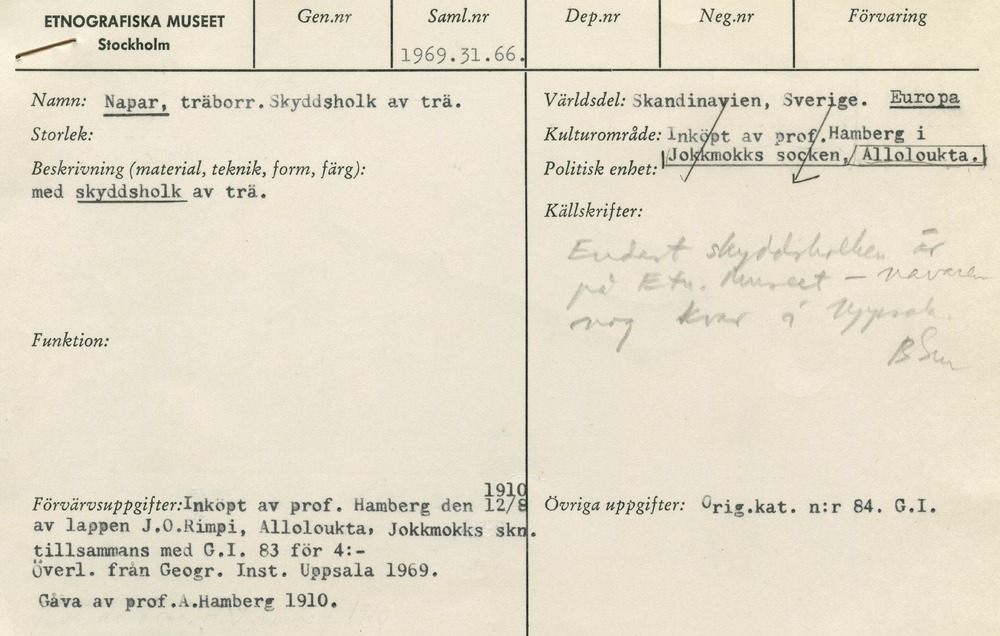 ETNOGRAFISKA MUSEET
Stockholm
Gen.nr
Saml.nr
1969.31.66.
Dep.nr
Neg.nr
Förvaring
Namn: Napar, träborr. Skyddsholk av trä.
Storlek:
Beskrivning (material, teknik, form, färg):
med skyddsholk av trä.
Funktion:
Förvärvsuppgifter: Inköpt av prof. Hamberg den 12/8 1910
av lappen J.O.Rimpi, Alloloukta, Jokkmokks skn.
tillsammans med G.I. 83 för 4:-
Överl. från Geogr. Inst. Uppsala 1969.
Gåva av prof.A.Hamberg 1910.
Världsdel: Skandinavien, Sverige. Europa
Kulturområde: Inköpt av prof. Hamberg i
Politisk enhet: Jokkmokks socken, Alloloukta.
Källskrifter:
Endast skyddsholken är
på Etn. Museet – navaren
nog kvar i Uppsala.
Övriga uppgifter: Orig.kat. n:r 84. G.I.